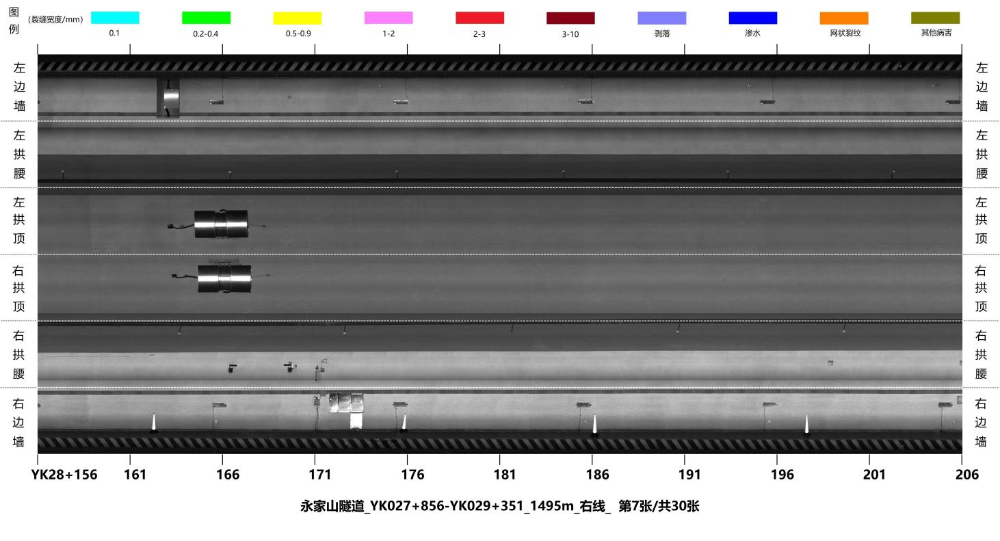 图例
(裂缝宽度/mm)
0.1
0.2-0.4
0.5-0.9
1-2
2-3
3-10
剥落
渗水
网状裂纹
其他病害
左边墙
左边墙
左拱腰
左拱腰
左拱顶
左拱顶
右拱顶
右拱顶
右拱腰
右拱腰
右边墙
右边墙
YK28+156 161 166 171 176 181 186 191 196 201 206
永家山隧道_YK027+856-YK029+351_1495m_右线_ 第7张/共30张